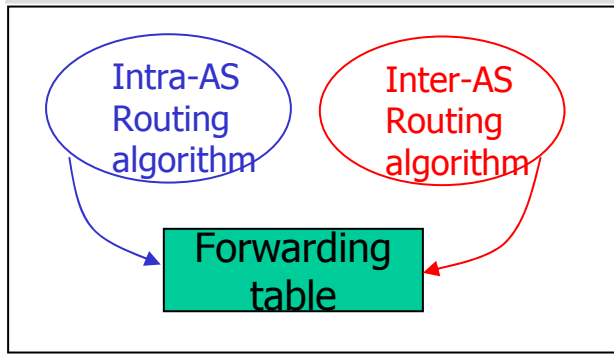 Intra-AS
Routing
algorithm
Inter-AS
Routing
algorithm
Forwarding
table